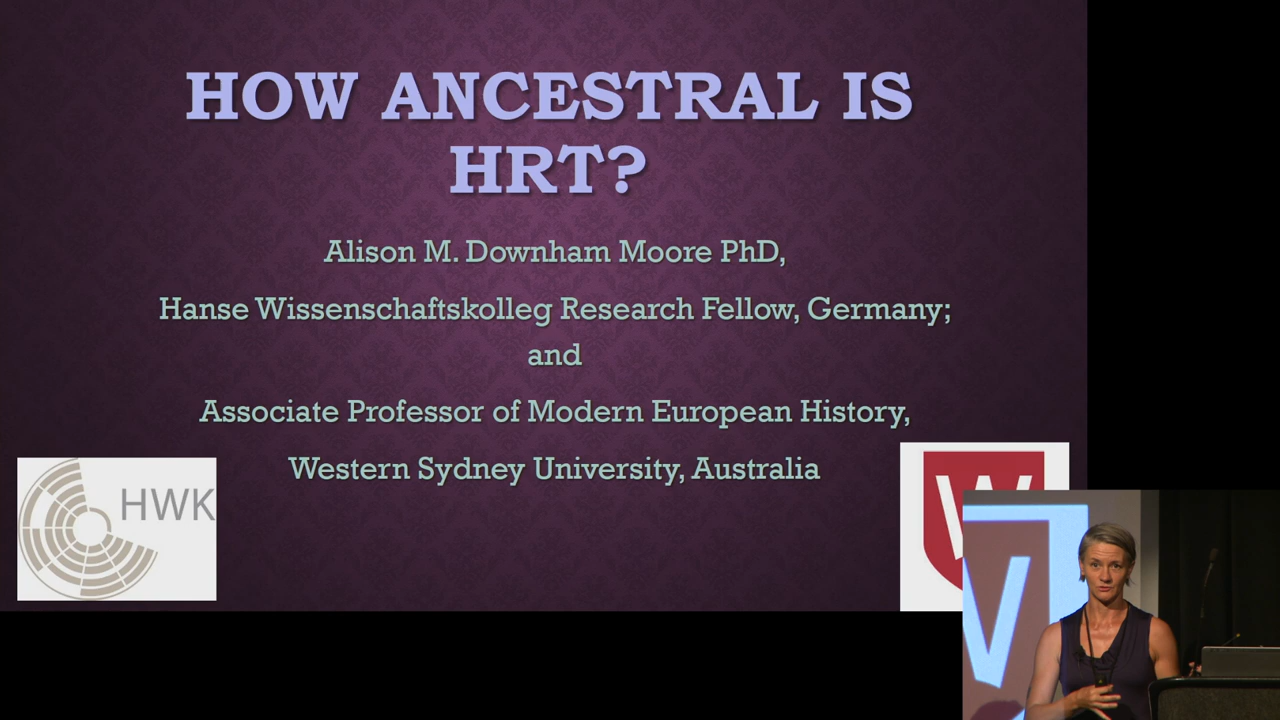 HOW ANCESTRAL IS
HRT?
Alison M. Downham Moore PhD,
Hanse Wissenschaftskolleg Research Fellow, Germany;
and
Associate Professor of Modern European History,
Western Sydney University, Australia
HWK
W
W